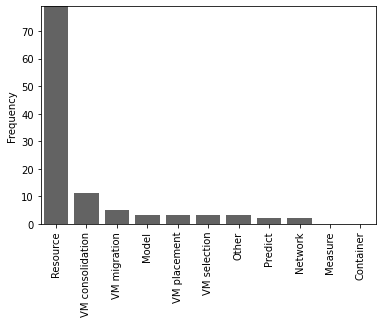 Frequency
70
60
50
40
30
20
10
0
Resource
VM consolidation
VM migration
Model
VM placement
VM selection
Other
Predict
Network
Measure
Container